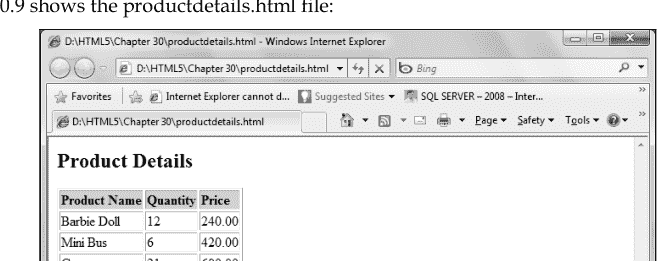 0.9 shows the productdetails.html file:
D:\HTML5\Chapter 30\productdetails.html - Windows Internet Explorer
D:\HTML5\Chapter 30\productdetails.html Bing
Favorites Internet Explorer cannot d... Suggested Sites SQL SERVER – 2008 – Inter...
D:\HTML5\Chapter 30\productdetails.html Page Safety Tools
Product Details
Product Name Quantity Price
Barbie Doll 12 240.00
Mini Bus 6 420.00